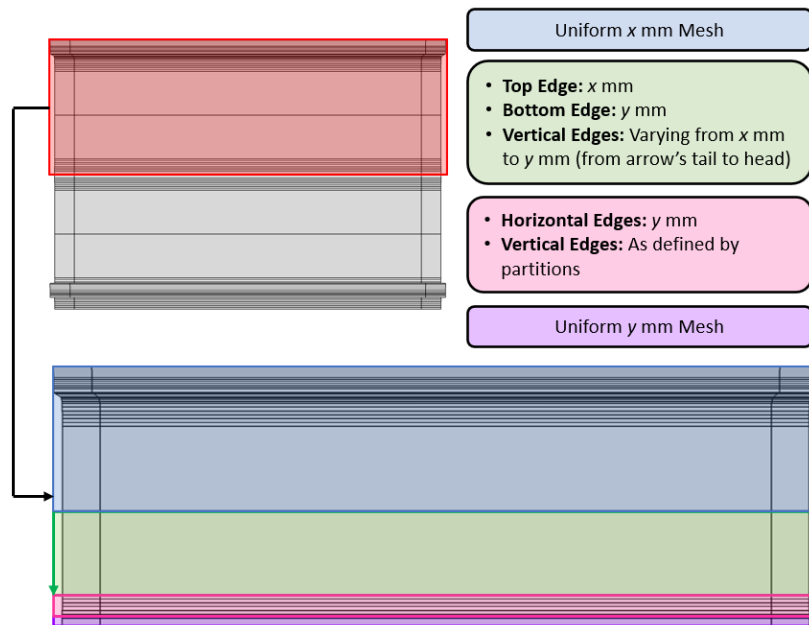 Uniform x mm Mesh
• Top Edge: x mm
• Bottom Edge: y mm
• Vertical Edges: Varying from x mm
to y mm (from arrow's tail to head)
• Horizontal Edges: y mm
• Vertical Edges: As defined by
partitions
Uniform y mm Mesh